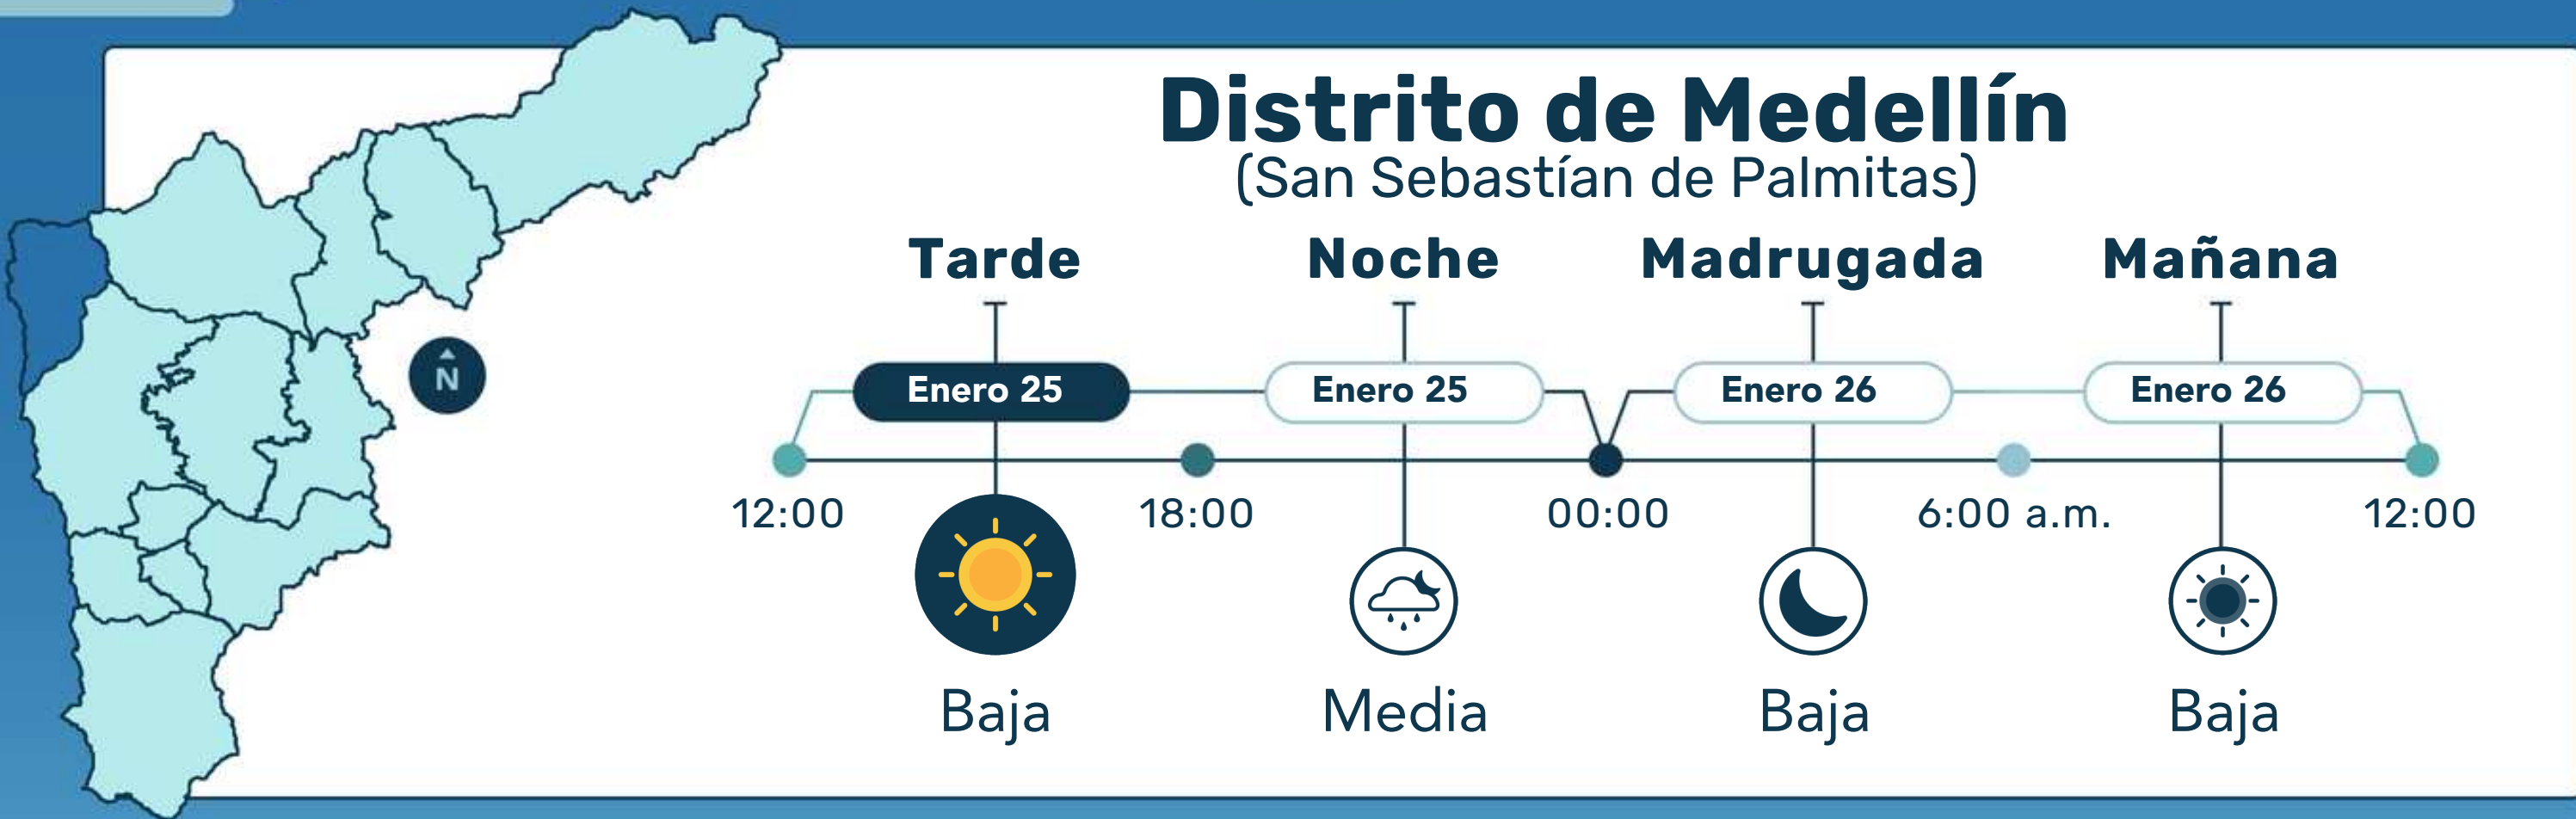 Distrito de Medellín
(San Sebastían de Palmitas)
Tarde Noche Madrugada Mañana
Enero 25 Enero 25 Enero 26 Enero 26
N
12:00 18:00 00:00 6:00 a.m. 12:00
Baja Media Baja Baja